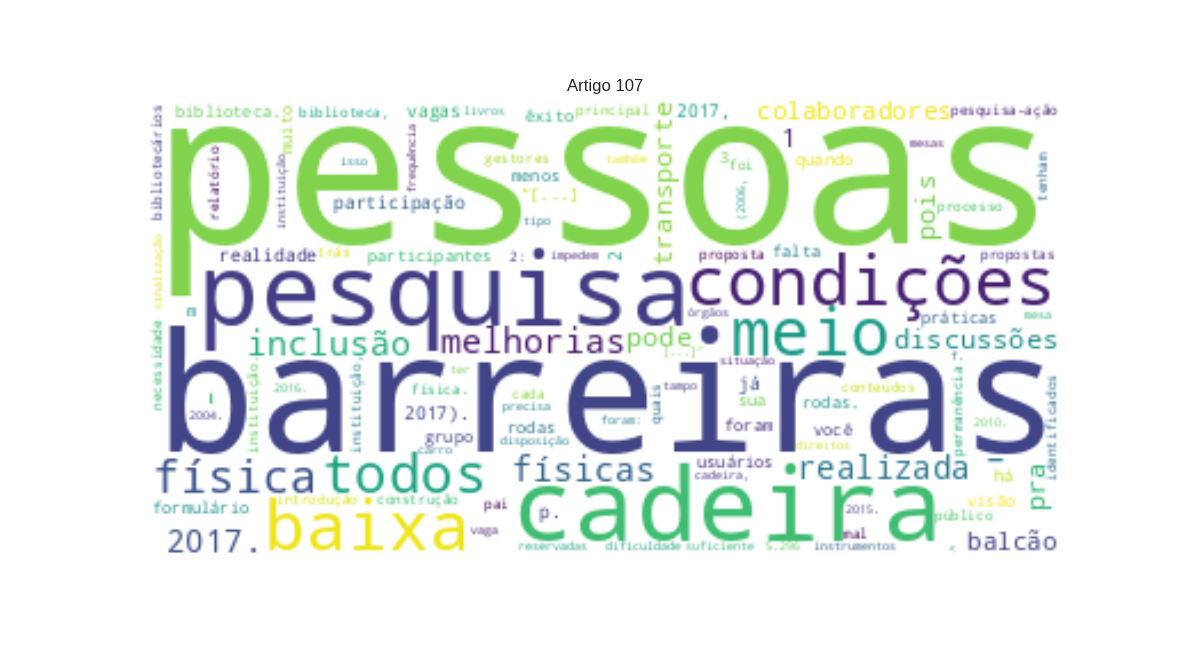 Artigo 107
biblioteca. biblioteca, vagas livros êxito principal 2017, colaboradores pesquisa-ação
bibliotecários relatório instituição muito frequência transporte pois tenham
pessoas
isso gestores também 3 foi 1 quando mesas
menos "[...] (2006, processo
participação tipo
realidade trás participantes 2: impedem 2 proposta falta propostas
sinalização
pesquisa condições
m órgãos práticas mesa
inclusão melhorias pode meio discussões
[...]" situação f.
barreiras
necessidade instituição. instituição, quais permanência identificados
ter cada tampo já conteúdos
2016. física. precisa sua rodas.
2004. 2017). rodas foram: foram você 2010.
grupo disposição direitos
carro
física todos físicas usuários realizada –
cadeira, há pra
introdução • construção pai cadeira visão
formulário p. 2015. público
2017. baixa vaga mal balcão
reservadas dificuldade suficiente 5.296 instrumentos